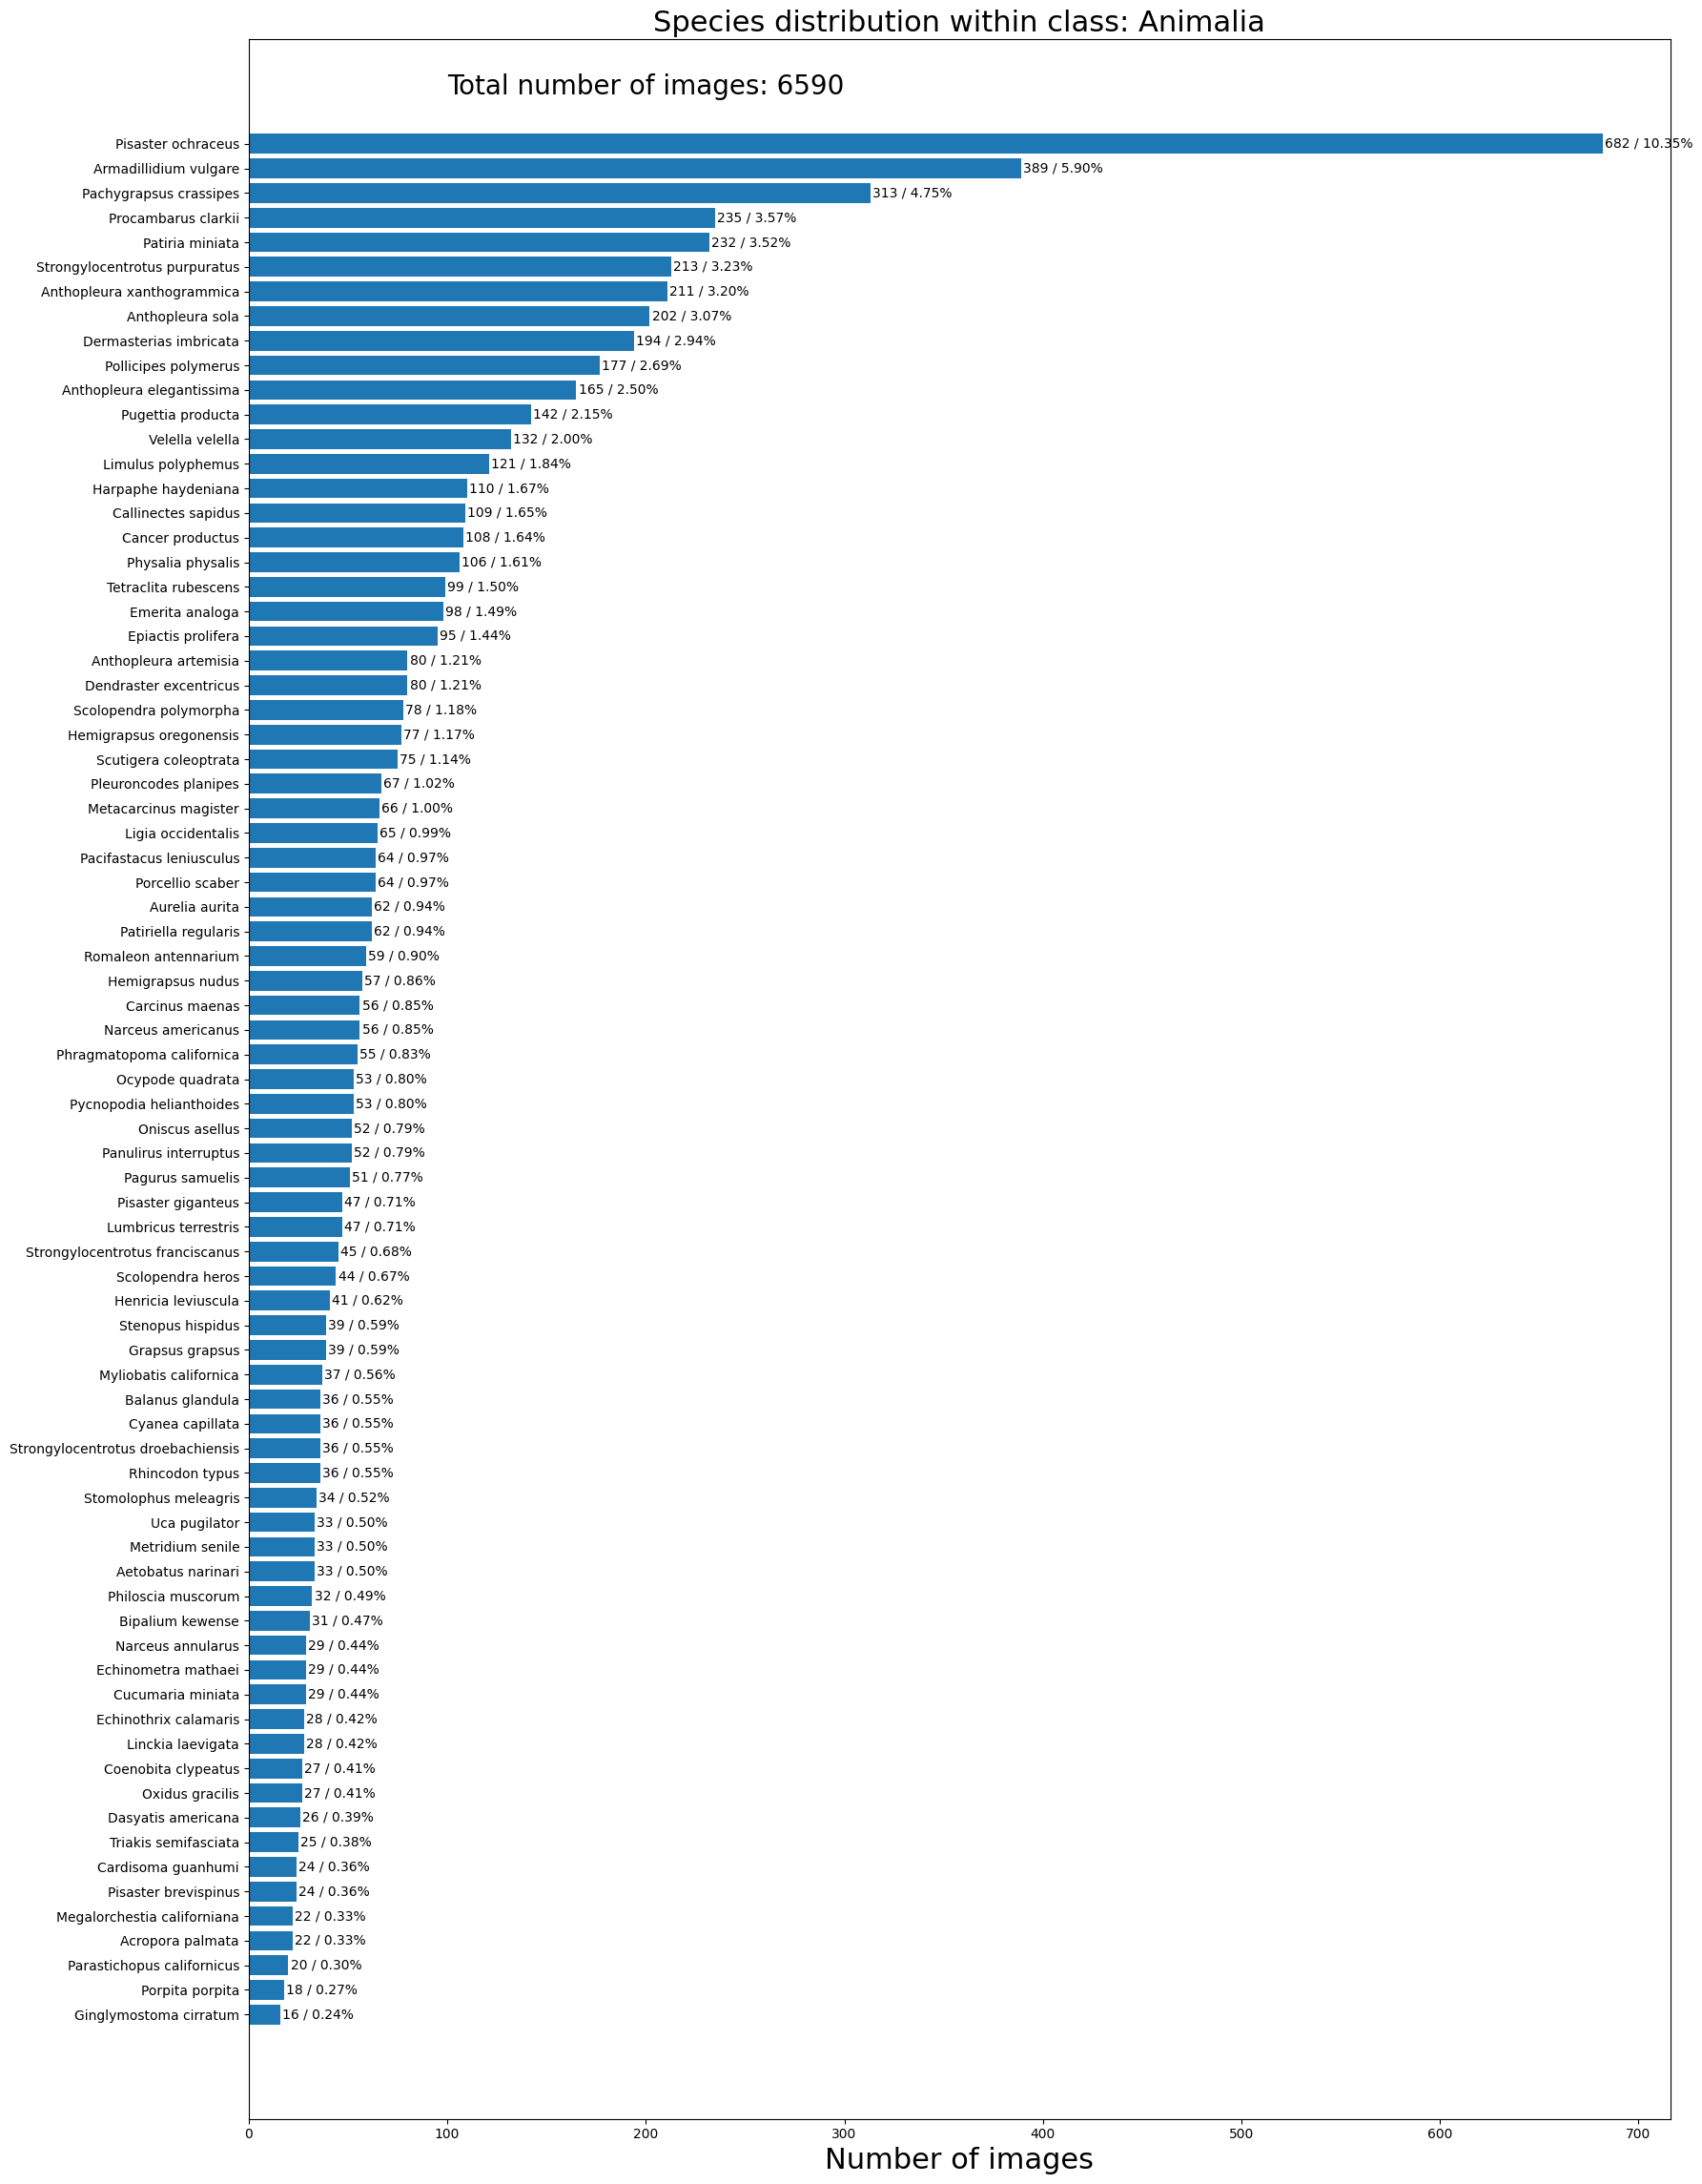 Species distribution within class: Animalia
Total number of images: 6590
Pisaster ochraceus 682 / 10.35%
Armadillidium vulgare 389 / 5.90%
Pachygrapsus crassipes 313 / 4.75%
Procambarus clarkii 235 / 3.57%
Patiria miniata 232 / 3.52%
Strongylocentrotus purpuratus 213 / 3.23%
Anthopleura xanthogrammica 211 / 3.20%
Anthopleura sola 202 / 3.07%
Dermasterias imbricata 194 / 2.94%
Pollicipes polymerus 177 / 2.69%
Anthopleura elegantissima 165 / 2.50%
Pugettia producta 142 / 2.15%
Velella velella 132 / 2.00%
Limulus polyphemus 121 / 1.84%
Harpaphe haydeniana 110 / 1.67%
Callinectes sapidus 109 / 1.65%
Cancer productus 108 / 1.64%
Physalia physalis 106 / 1.61%
Tetraclita rubescens 99 / 1.50%
Emerita analoga 98 / 1.49%
Epiactis prolifera 95 / 1.44%
Anthopleura artemisia 80 / 1.21%
Dendraster excentricus 80 / 1.21%
Scolopendra polymorpha 78 / 1.18%
Hemigrapsus oregonensis 77 / 1.17%
Scutigera coleoptrata 75 / 1.14%
Pleuroncodes planipes 67 / 1.02%
Metacarcinus magister 66 / 1.00%
Ligia occidentalis 65 / 0.99%
Pacifastacus leniusculus 64 / 0.97%
Porcellio scaber 64 / 0.97%
Aurelia aurita 62 / 0.94%
Patiriella regularis 62 / 0.94%
Romaleon antennarium 59 / 0.90%
Hemigrapsus nudus 57 / 0.86%
Carcinus maenas 56 / 0.85%
Narceus americanus 56 / 0.85%
Phragmatopoma californica 55 / 0.83%
Ocypode quadrata 53 / 0.80%
Pycnopodia helianthoides 53 / 0.80%
Oniscus asellus 52 / 0.79%
Panulirus interruptus 52 / 0.79%
Pagurus samuelis 51 / 0.77%
Pisaster giganteus 47 / 0.71%
Lumbricus terrestris 47 / 0.71%
Strongylocentrotus franciscanus 45 / 0.68%
Scolopendra heros 44 / 0.67%
Henricia leviuscula 41 / 0.62%
Stenopus hispidus 39 / 0.59%
Grapsus grapsus 39 / 0.59%
Myliobatis californica 37 / 0.56%
Balanus glandula 36 / 0.55%
Cyanea capillata 36 / 0.55%
Strongylocentrotus droebachiensis 36 / 0.55%
Rhincodon typus 36 / 0.55%
Stomolophus meleagris 34 / 0.52%
Uca pugilator 33 / 0.50%
Metridium senile 33 / 0.50%
Aetobatus narinari 33 / 0.50%
Philoscia muscorum 32 / 0.49%
Bipalium kewense 31 / 0.47%
Narceus annularus 29 / 0.44%
Echinometra mathaei 29 / 0.44%
Cucumaria miniata 29 / 0.44%
Echinothrix calamaris 28 / 0.42%
Linckia laevigata 28 / 0.42%
Coenobita clypeatus 27 / 0.41%
Oxidus gracilis 27 / 0.41%
Dasyatis americana 26 / 0.39%
Triakis semifasciata 25 / 0.38%
Cardisoma guanhumi 24 / 0.36%
Pisaster brevispinus 24 / 0.36%
Megalorchestia californiana 22 / 0.33%
Acropora palmata 22 / 0.33%
Parastichopus californicus 20 / 0.30%
Porpita porpita 18 / 0.27%
Ginglymostoma cirratum 16 / 0.24%
0 100 200 300 400 500 600 700
Number of images